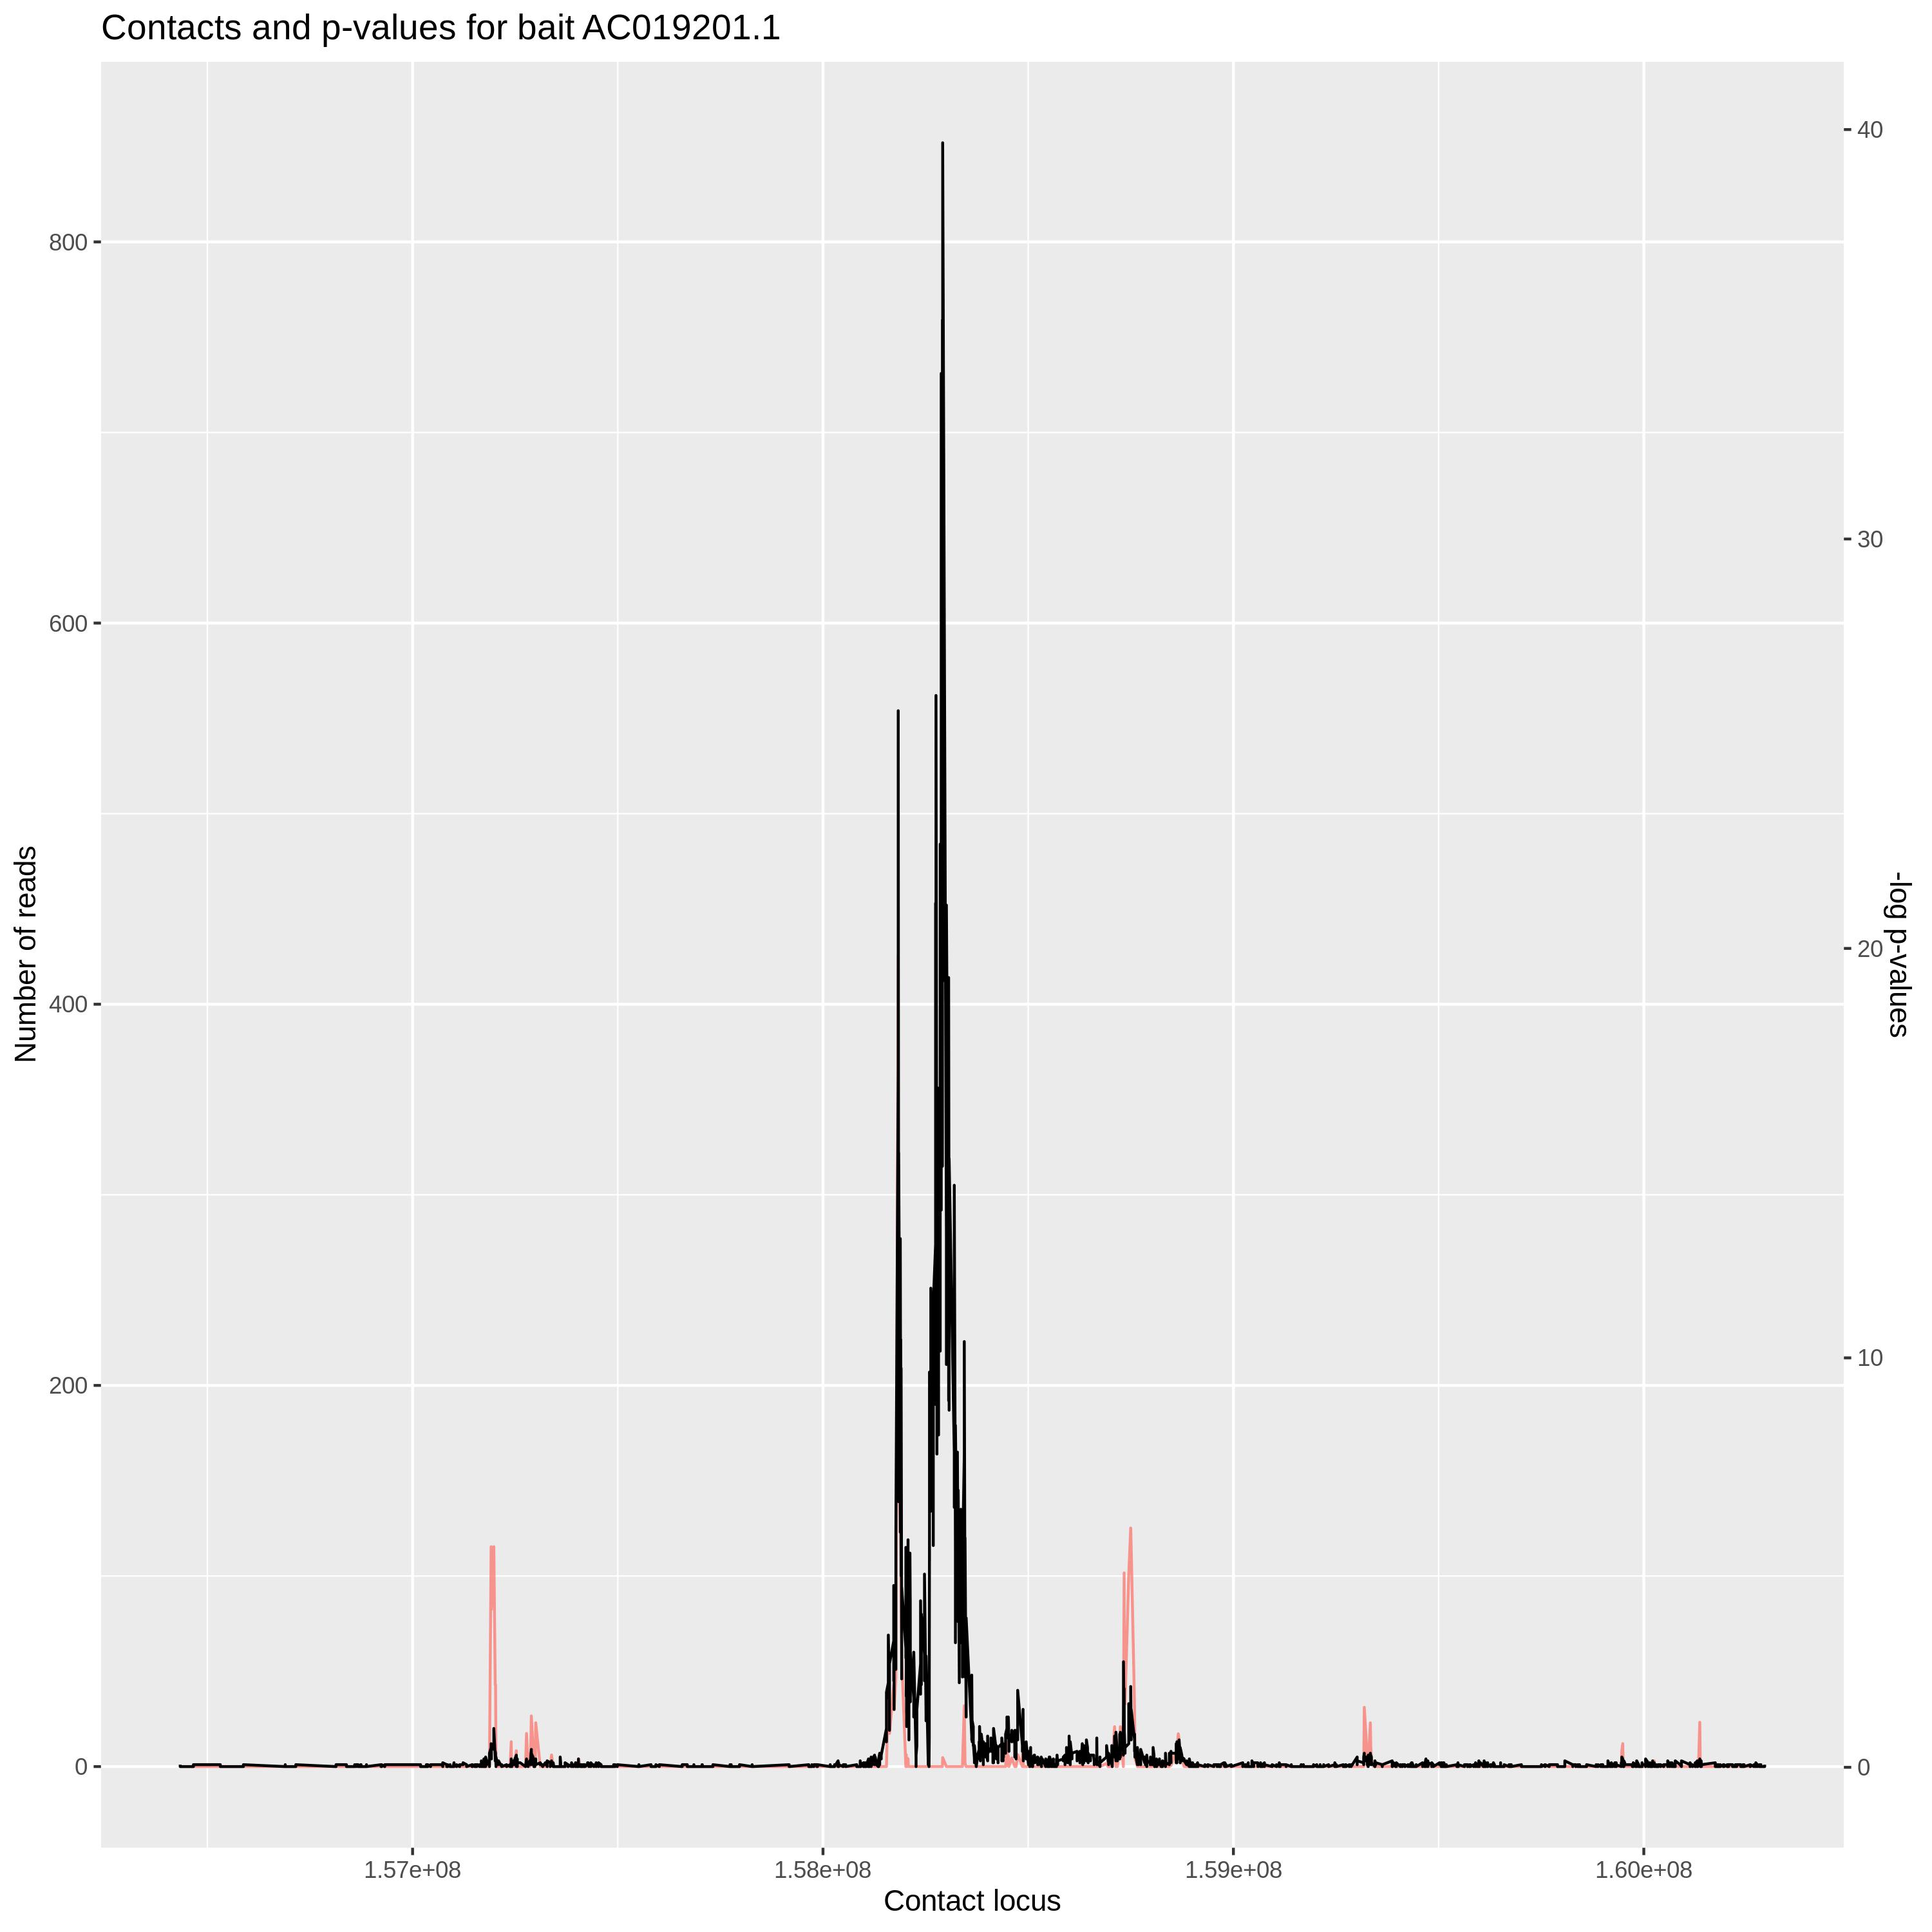 Contacts and p-values for bait AC019201.1
Number of reads
800
600
400
200
0
40
30
20
10
0
-log p-values
1.57e+08
1.58e+08
1.59e+08
1.60e+08
Contact locus